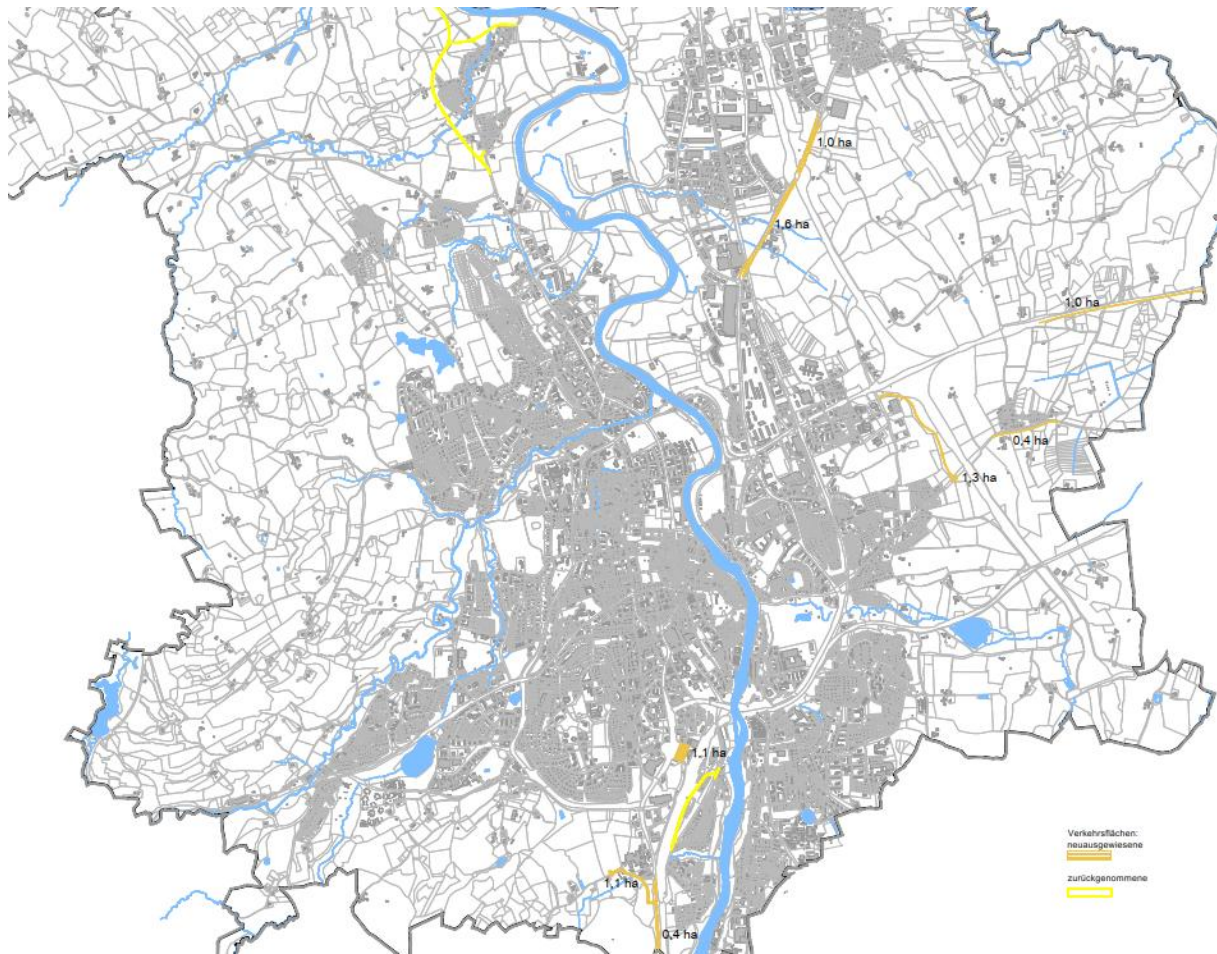 1,0 ha
1,6 ha
1,0 ha
0,4 ha
1,3 ha
1,1 ha
1,1 ha
0,4 ha
Verkehrsflächen:
neuausgewiesene
zurückgenommene